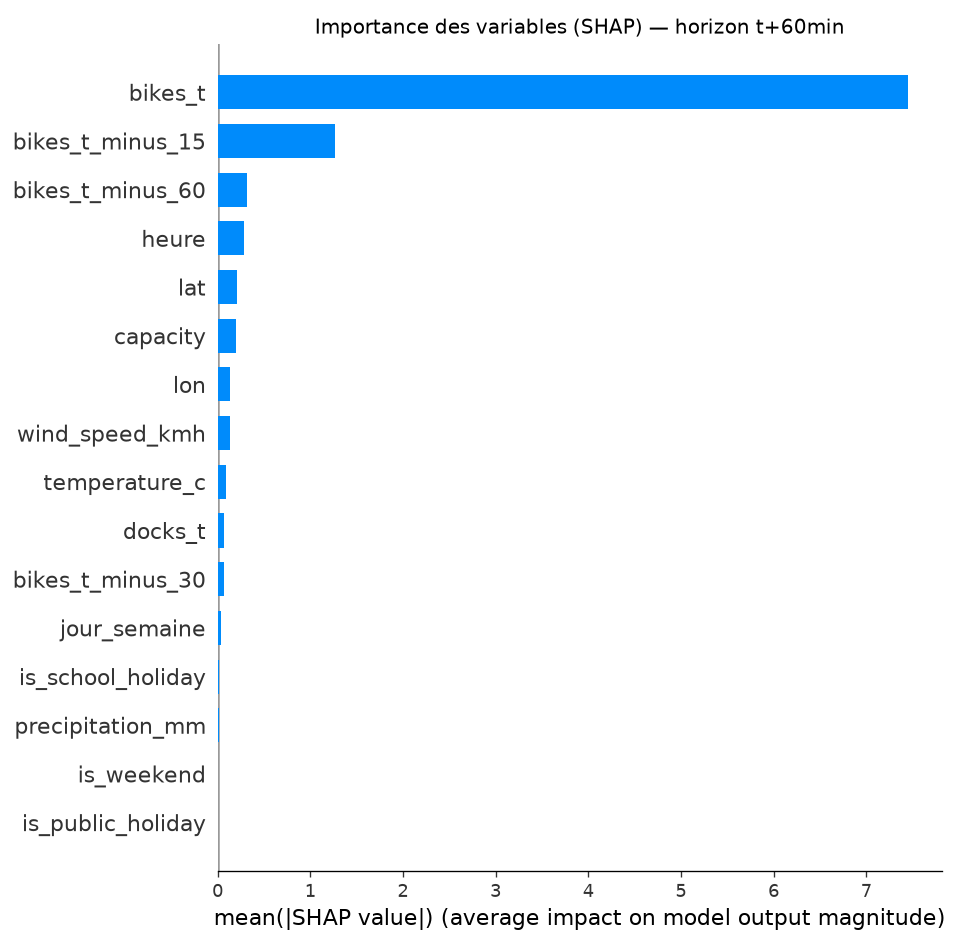 Importance des variables (SHAP) — horizon t+60min
bikes_t
bikes_t_minus_15
bikes_t_minus_60
heure
lat
capacity
lon
wind_speed_kmh
temperature_c
docks_t
bikes_t_minus_30
jour_semaine
is_school_holiday
precipitation_mm
is_weekend
is_public_holiday
0 1 2 3 4 5 6 7
mean(|SHAP value|) (average impact on model output magnitude)